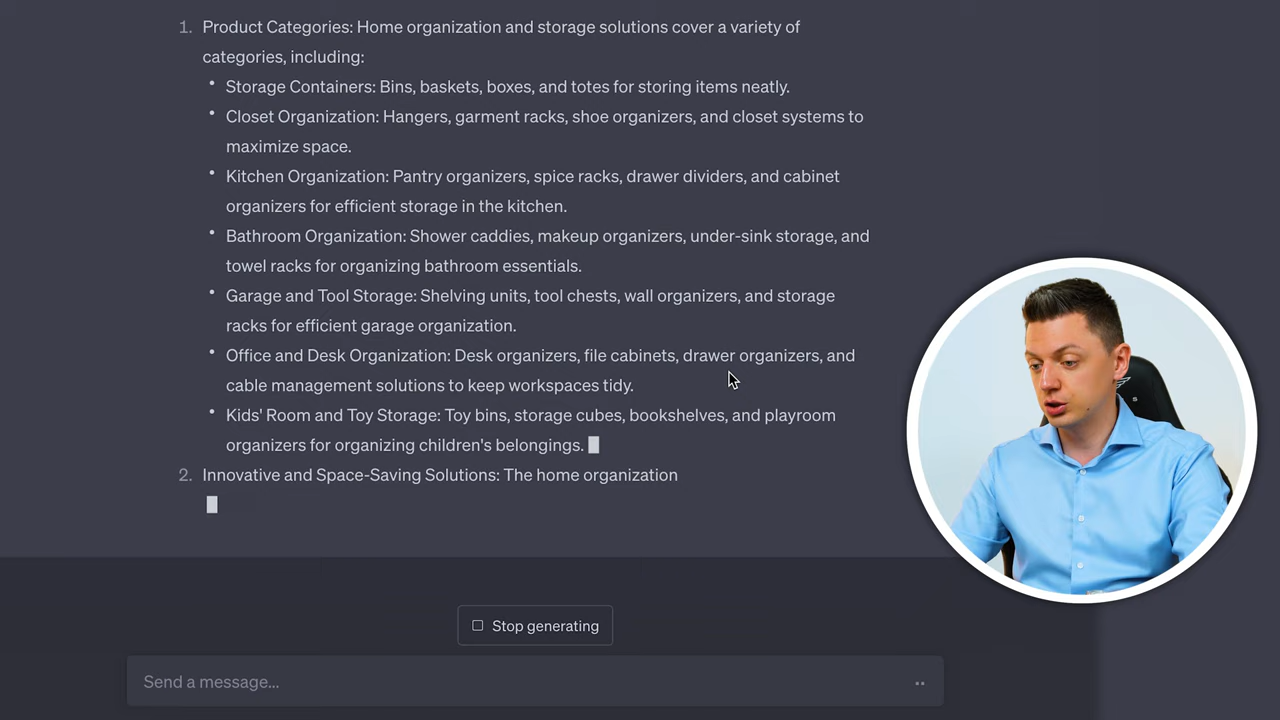 1. Product Categories: Home organization and storage solutions cover a variety of
categories, including:
• Storage Containers: Bins, baskets, boxes, and totes for storing items neatly.
• Closet Organization: Hangers, garment racks, shoe organizers, and closet systems to
maximize space.
• Kitchen Organization: Pantry organizers, spice racks, drawer dividers, and cabinet
organizers for efficient storage in the kitchen.
• Bathroom Organization: Shower caddies, makeup organizers, under-sink storage, and
towel racks for organizing bathroom essentials.
• Garage and Tool Storage: Shelving units, tool chests, wall organizers, and storage
racks for efficient garage organization.
• Office and Desk Organization: Desk organizers, file cabinets, drawer organizers, and
cable management solutions to keep workspaces tidy.
• Kids' Room and Toy Storage: Toy bins, storage cubes, bookshelves, and playroom
organizers for organizing children's belongings.
2. Innovative and Space-Saving Solutions: The home organization
Stop generating
Send a message...